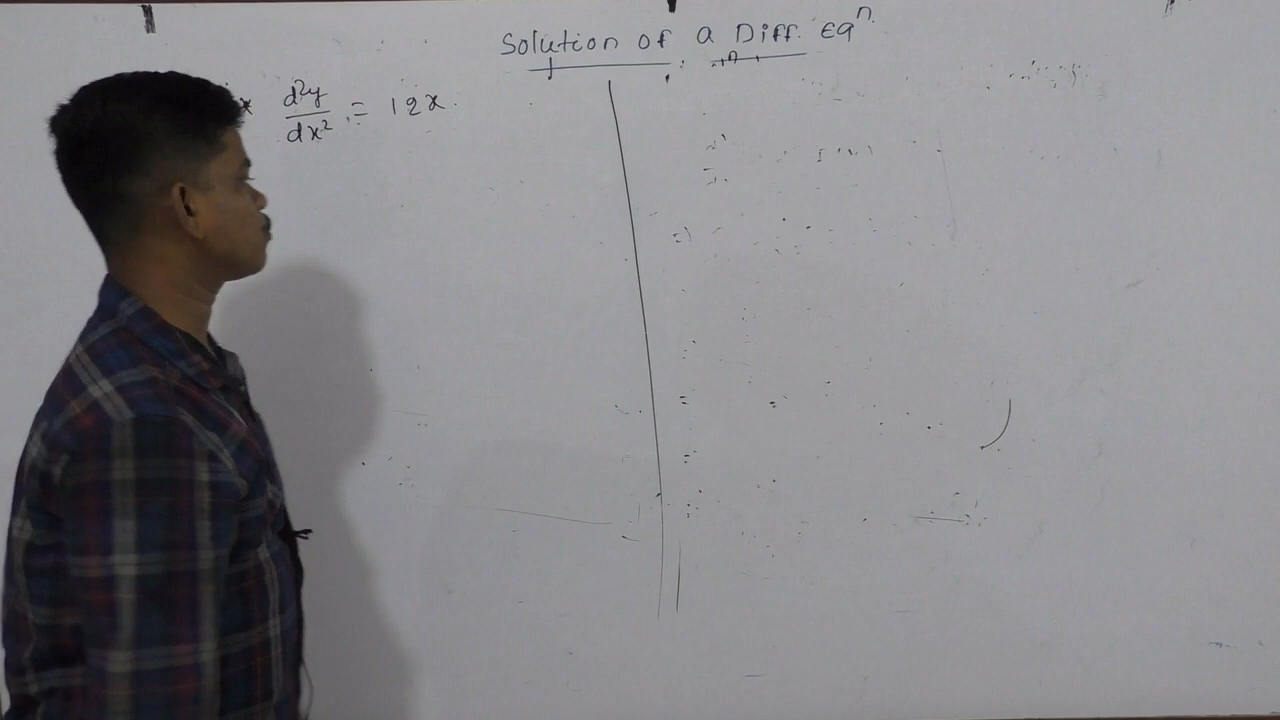 Solution of a Diff. Eqⁿ.
d²y/dx² = 12x.